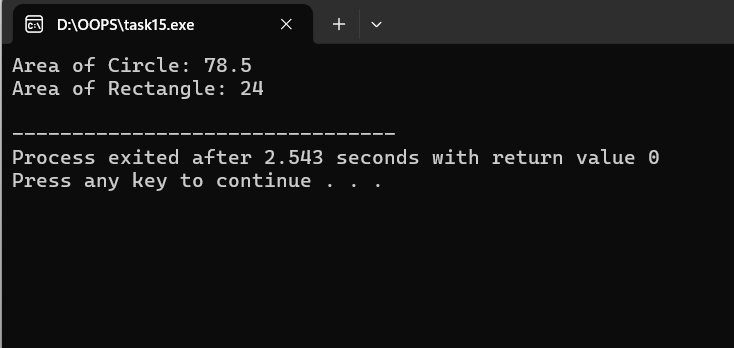 D:\OOPS\task15.exe
Area of Circle: 78.5
Area of Rectangle: 24
--------------------------------
Process exited after 2.543 seconds with return value 0
Press any key to continue . . .